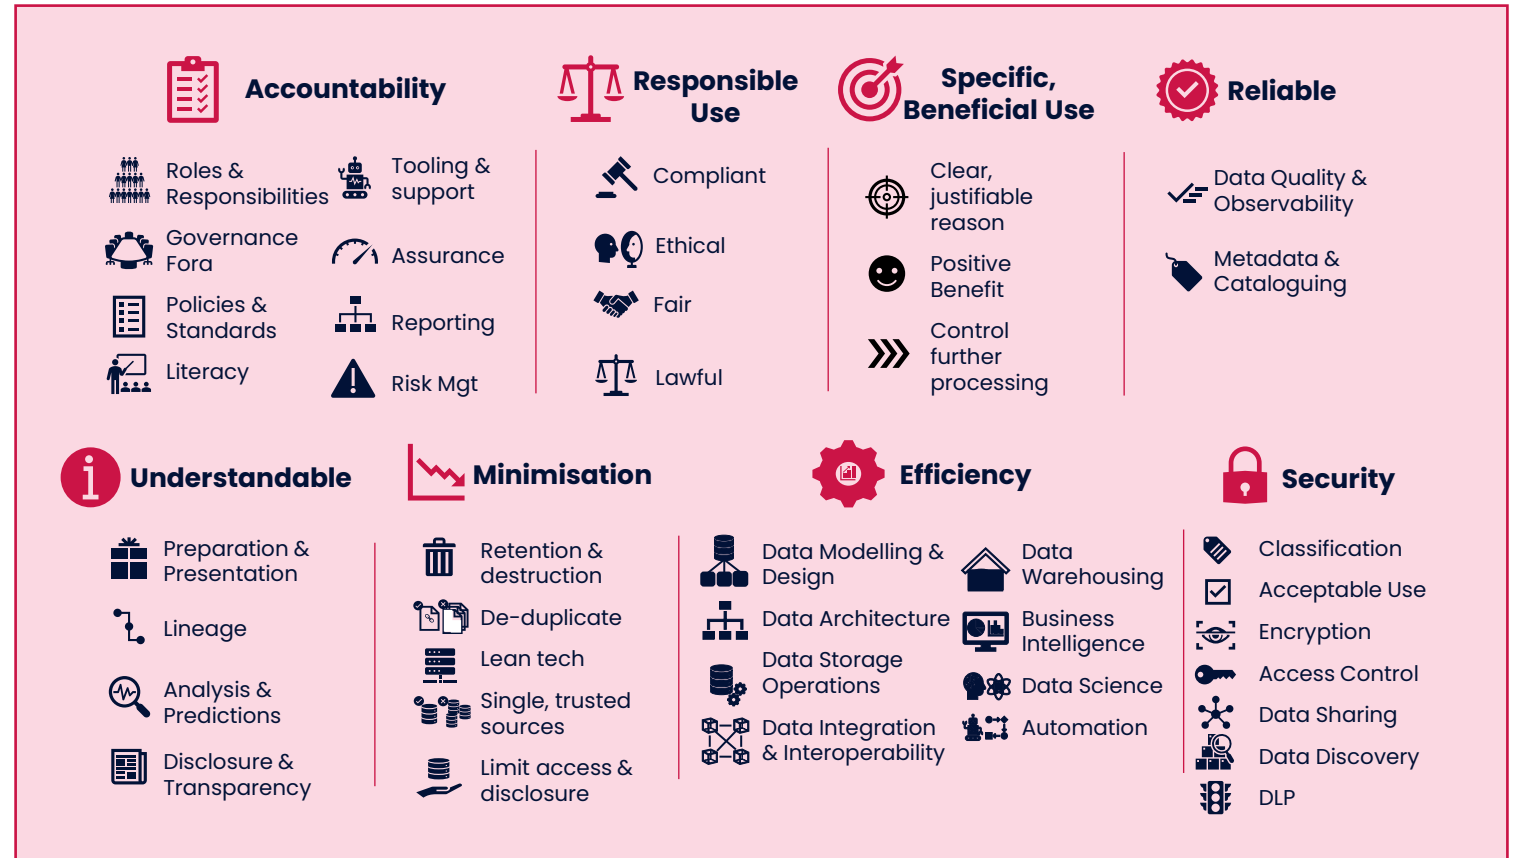 Accountability
Roles &
Responsibilities
Governance
Fora
Policies &
Standards
Literacy
Tooling &
support
Assurance
Reporting
Risk Mgt
Responsible
Use
Compliant
Ethical
Fair
Lawful
Specific,
Beneficial Use
Clear,
justifiable
reason
Positive
Benefit
Control
further
processing
Reliable
Data Quality &
Observability
Metadata &
Cataloguing
Understandable
Preparation &
Presentation
Lineage
Analysis &
Predictions
Disclosure &
Transparency
Minimisation
Retention &
destruction
De-duplicate
Lean tech
Single, trusted
sources
Limit access &
disclosure
Efficiency
Data Modelling &
Design
Data Architecture
Data Storage
Operations
Data Integration
& Interoperability
Data
Warehousing
Business
Intelligence
Data Science
Automation
Security
Classification
Acceptable Use
Encryption
Access Control
Data Sharing
Data Discovery
DLP